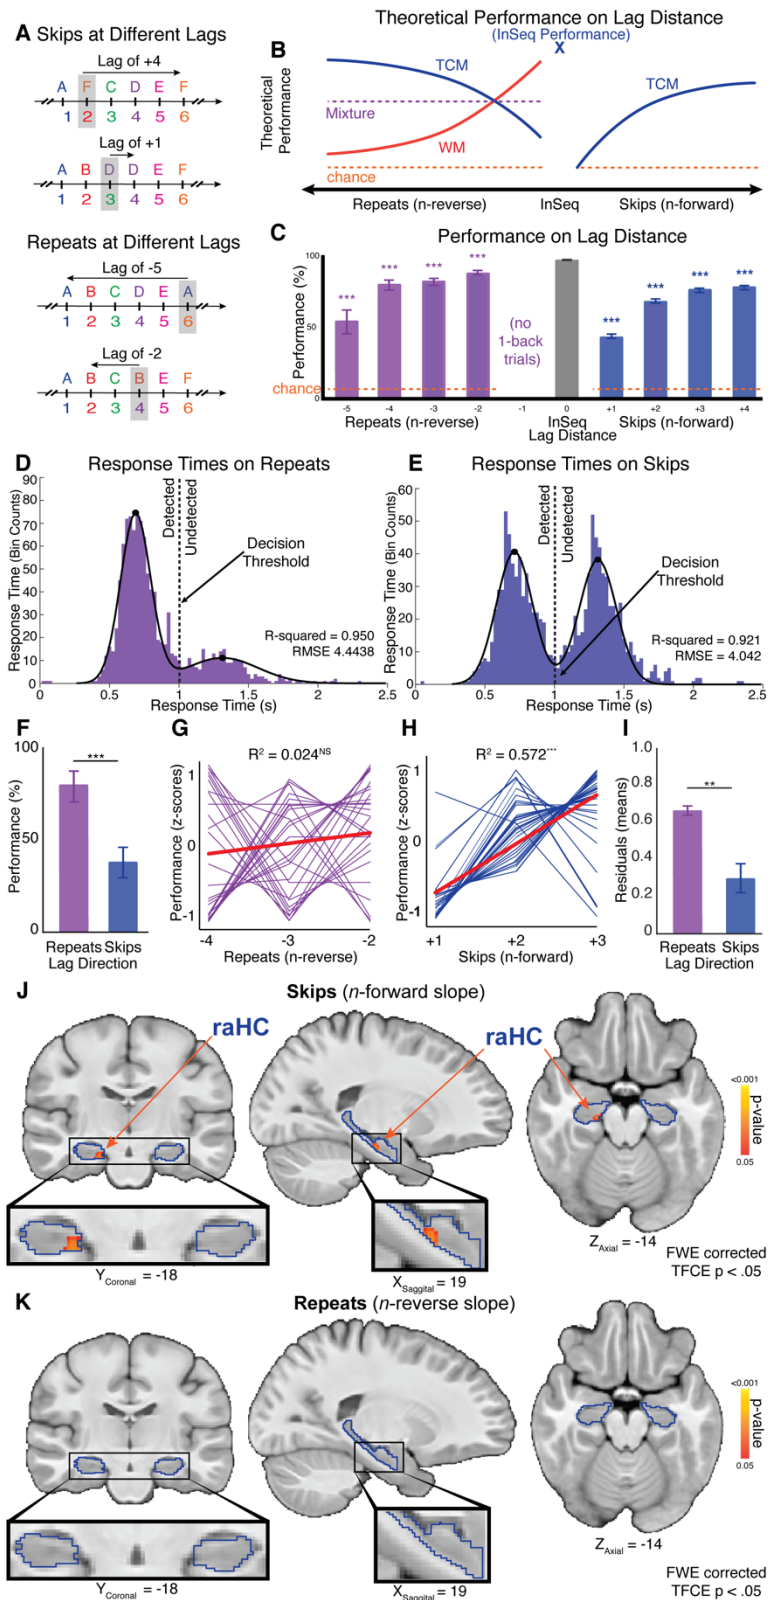 A Skips at Different Lags
Lag of +4
A F C D E F
1 2 3 4 5 6
Lag of +1
A B D D E F
1 2 3 4 5 6
Repeats at Different Lags
Lag of -5
A B C D E A
1 2 3 4 5 6
Lag of -2
A B C B E F
1 2 3 4 5 6
Theoretical Performance on Lag Distance
B
(InSeq Performance)
X
TCM
TCM
Mixture
WM
chance
Theoretical
Performance
Repeats (n-reverse)
InSeq
Skips (n-forward)
C Performance on Lag Distance
Performance (%)
100
50
0
chance
***
***
***
***
(no
1-back
trials)
***
***
***
***
-5 -4 -3 -2 -1 0 +1 +2 +3 +4
Repeats (n-reverse) InSeq Skips (n-forward)
Lag Distance
D Response Times on Repeats
Response Time (Bin Counts)
90
80
70
60
50
40
30
20
10
0
Detected
Undetected
Decision
Threshold
R-squared = 0.950
RMSE 4.4438
0 0.5 1 1.5 2 2.5
Response Time (s)
E Response Times on Skips
Response Time (Bin Counts)
60
50
40
30
20
10
0
Detected
Undetected
Decision
Threshold
R-squared = 0.921
RMSE = 4.042
0 0.5 1 1.5 2 2.5
Response Time (s)
F
Performance (%)
100
50
0
***
Repeats Skips
Lag Direction
G
R² = 0.024NS
Performance (z-scores)
1
0
-1
-4 -3 -2
Repeats (n-reverse)
H
R² = 0.572***
Performance (z-scores)
1
0
-1
+1 +2 +3
Skips (n-forward)
I
Residuals (means)
1.0
0.8
0.6
0.4
0.2
0
**
Repeats Skips
Lag Direction
J
Skips (n-forward slope)
raHC
raHC
<0.001
p-value
0.05
YCoronal = -18
XSaggital = 19
ZAxial = -14
FWE corrected
TFCE p < .05
K
Repeats (n-reverse slope)
<0.001
p-value
0.05
YCoronal = -18
XSaggital = 19
ZAxial = -14
FWE corrected
TFCE p < .05